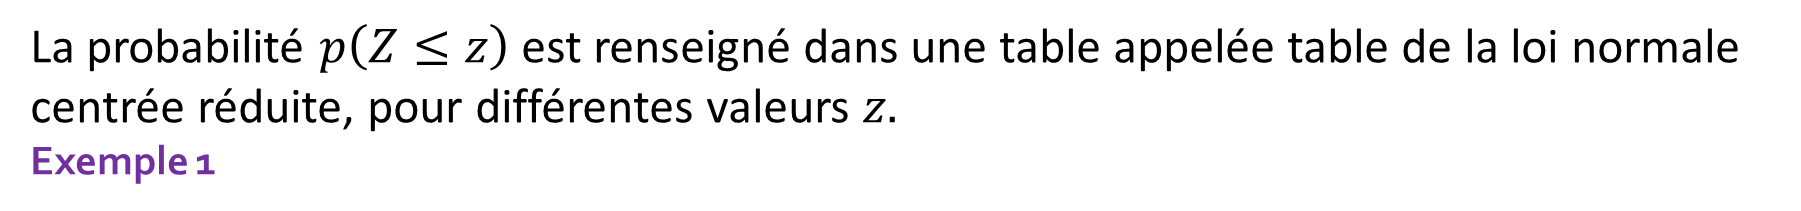 La probabilité p(Z ≤ z) est renseigné dans une table appelée table de la loi normale
centrée réduite, pour différentes valeurs z.
Exemple 1